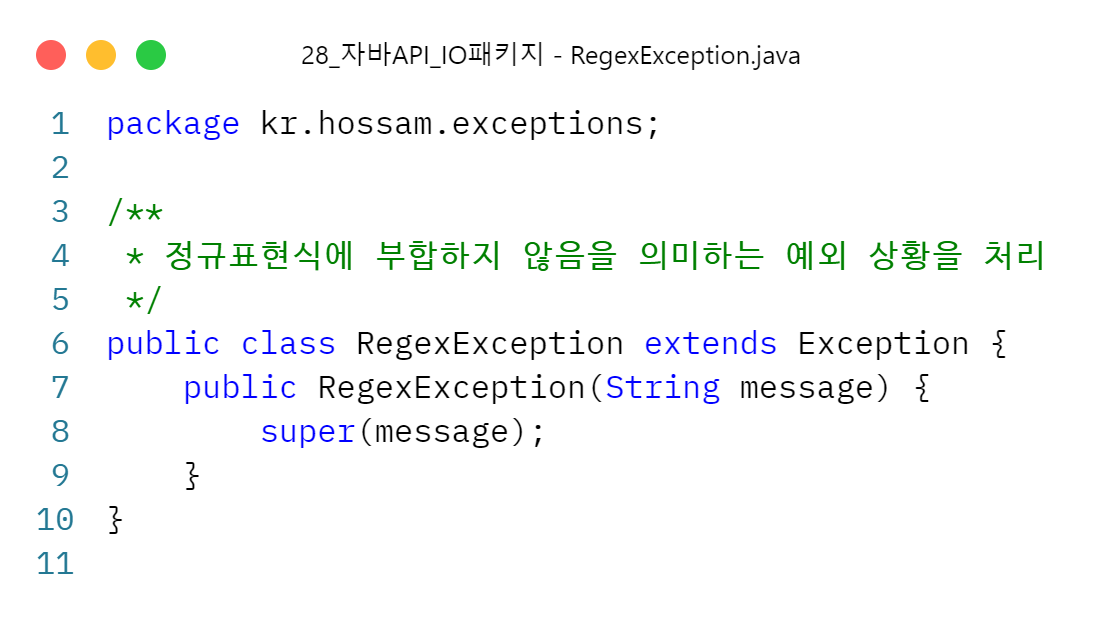 28_자바API_IO패키지 - RegexException.java
1 package kr.hossam.exceptions;
2
3 /**
4  * 정규표현식에 부합하지 않음을 의미하는 예외 상황을 처리
5  */
6 public class RegexException extends Exception {
7     public RegexException(String message) {
8         super(message);
9     }
10 }
11